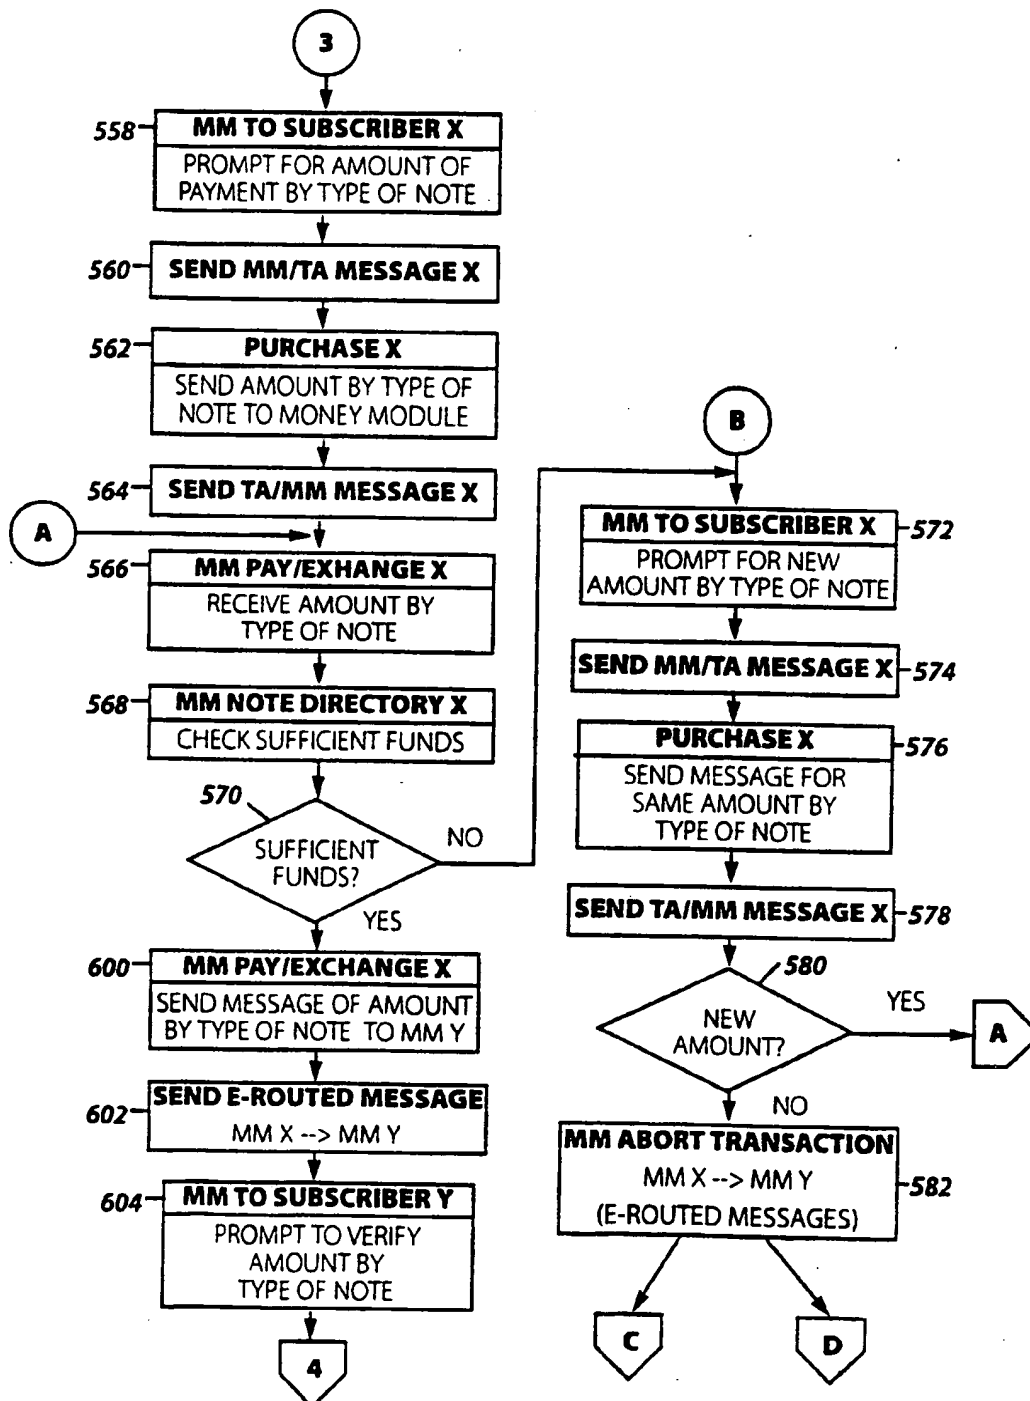 3
558
MM TO SUBSCRIBER X
PROMPT FOR AMOUNT OF
PAYMENT BY TYPE OF NOTE
560
SEND MM/TA MESSAGE X
562
PURCHASE X
SEND AMOUNT BY TYPE OF
NOTE TO MONEY MODULE
564
SEND TA/MM MESSAGE X
A
566
MM PAY/EXHANGE X
RECEIVE AMOUNT BY
TYPE OF NOTE
568
MM NOTE DIRECTORY X
CHECK SUFFICIENT FUNDS
570
SUFFICIENT
FUNDS?
NO
YES
600
MM PAY/EXCHANGE X
SEND MESSAGE OF AMOUNT
BY TYPE OF NOTE TO MM Y
602
SEND E-ROUTED MESSAGE
MM X --> MM Y
604
MM TO SUBSCRIBER Y
PROMPT TO VERIFY
AMOUNT BY
TYPE OF NOTE
4
B
MM TO SUBSCRIBER X
572
PROMPT FOR NEW
AMOUNT BY TYPE OF NOTE
SEND MM/TA MESSAGE X
574
PURCHASE X
576
SEND MESSAGE FOR
SAME AMOUNT BY
TYPE OF NOTE
SEND TA/MM MESSAGE X
578
580
NEW
AMOUNT?
YES
A
NO
MM ABORT TRANSACTION
MM X --> MM Y
582
(E-ROUTED MESSAGES)
C
D